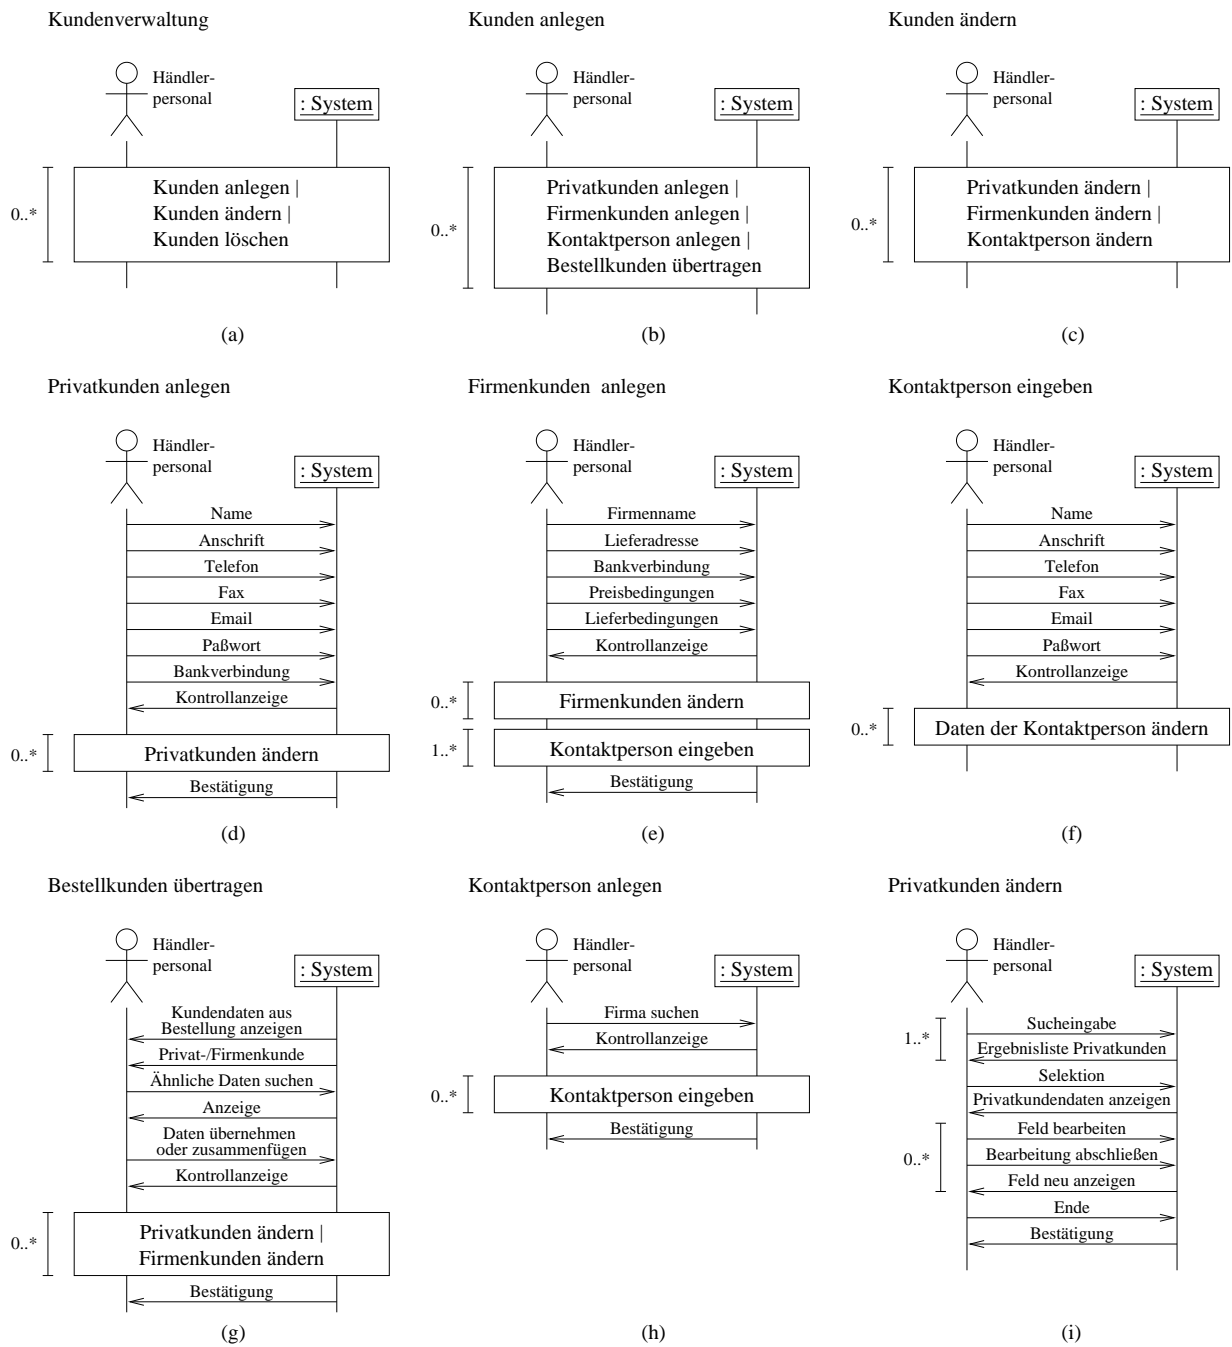 Kundenverwaltung
Händler-
personal
: System
0..*
Kunden anlegen |
Kunden ändern |
Kunden löschen
(a)
Kunden anlegen
Händler-
personal
: System
0..*
Privatkunden anlegen |
Firmenkunden anlegen |
Kontaktperson anlegen |
Bestellkunden übertragen
(b)
Kunden ändern
Händler-
personal
: System
0..*
Privatkunden ändern |
Firmenkunden ändern |
Kontaktperson ändern
(c)
Privatkunden anlegen
Händler-
personal
: System
Name
Anschrift
Telefon
Fax
Email
Paßwort
Bankverbindung
Kontrollanzeige
0..*
Privatkunden ändern
Bestätigung
(d)
Firmenkunden anlegen
Händler-
personal
: System
Firmenname
Lieferadresse
Bankverbindung
Preisbedingungen
Lieferbedingungen
Kontrollanzeige
0..*
Firmenkunden ändern
1..*
Kontaktperson eingeben
Bestätigung
(e)
Kontaktperson eingeben
Händler-
personal
: System
Name
Anschrift
Telefon
Fax
Email
Paßwort
Kontrollanzeige
0..*
Daten der Kontaktperson ändern
(f)
Bestellkunden übertragen
Händler-
personal
: System
Kundendaten aus
Bestellung anzeigen
Privat-/Firmenkunde
Ähnliche Daten suchen
Anzeige
Daten übernehmen
oder zusammenfügen
Kontrollanzeige
0..*
Privatkunden ändern |
Firmenkunden ändern
Bestätigung
(g)
Kontaktperson anlegen
Händler-
personal
: System
Firma suchen
Kontrollanzeige
0..*
Kontaktperson eingeben
Bestätigung
(h)
Privatkunden ändern
Händler-
personal
: System
1..*
Sucheingabe
Ergebnisliste Privatkunden
Selektion
Privatkundendaten anzeigen
0..*
Feld bearbeiten
Bearbeitung abschließen
Feld neu anzeigen
Ende
Bestätigung
(i)